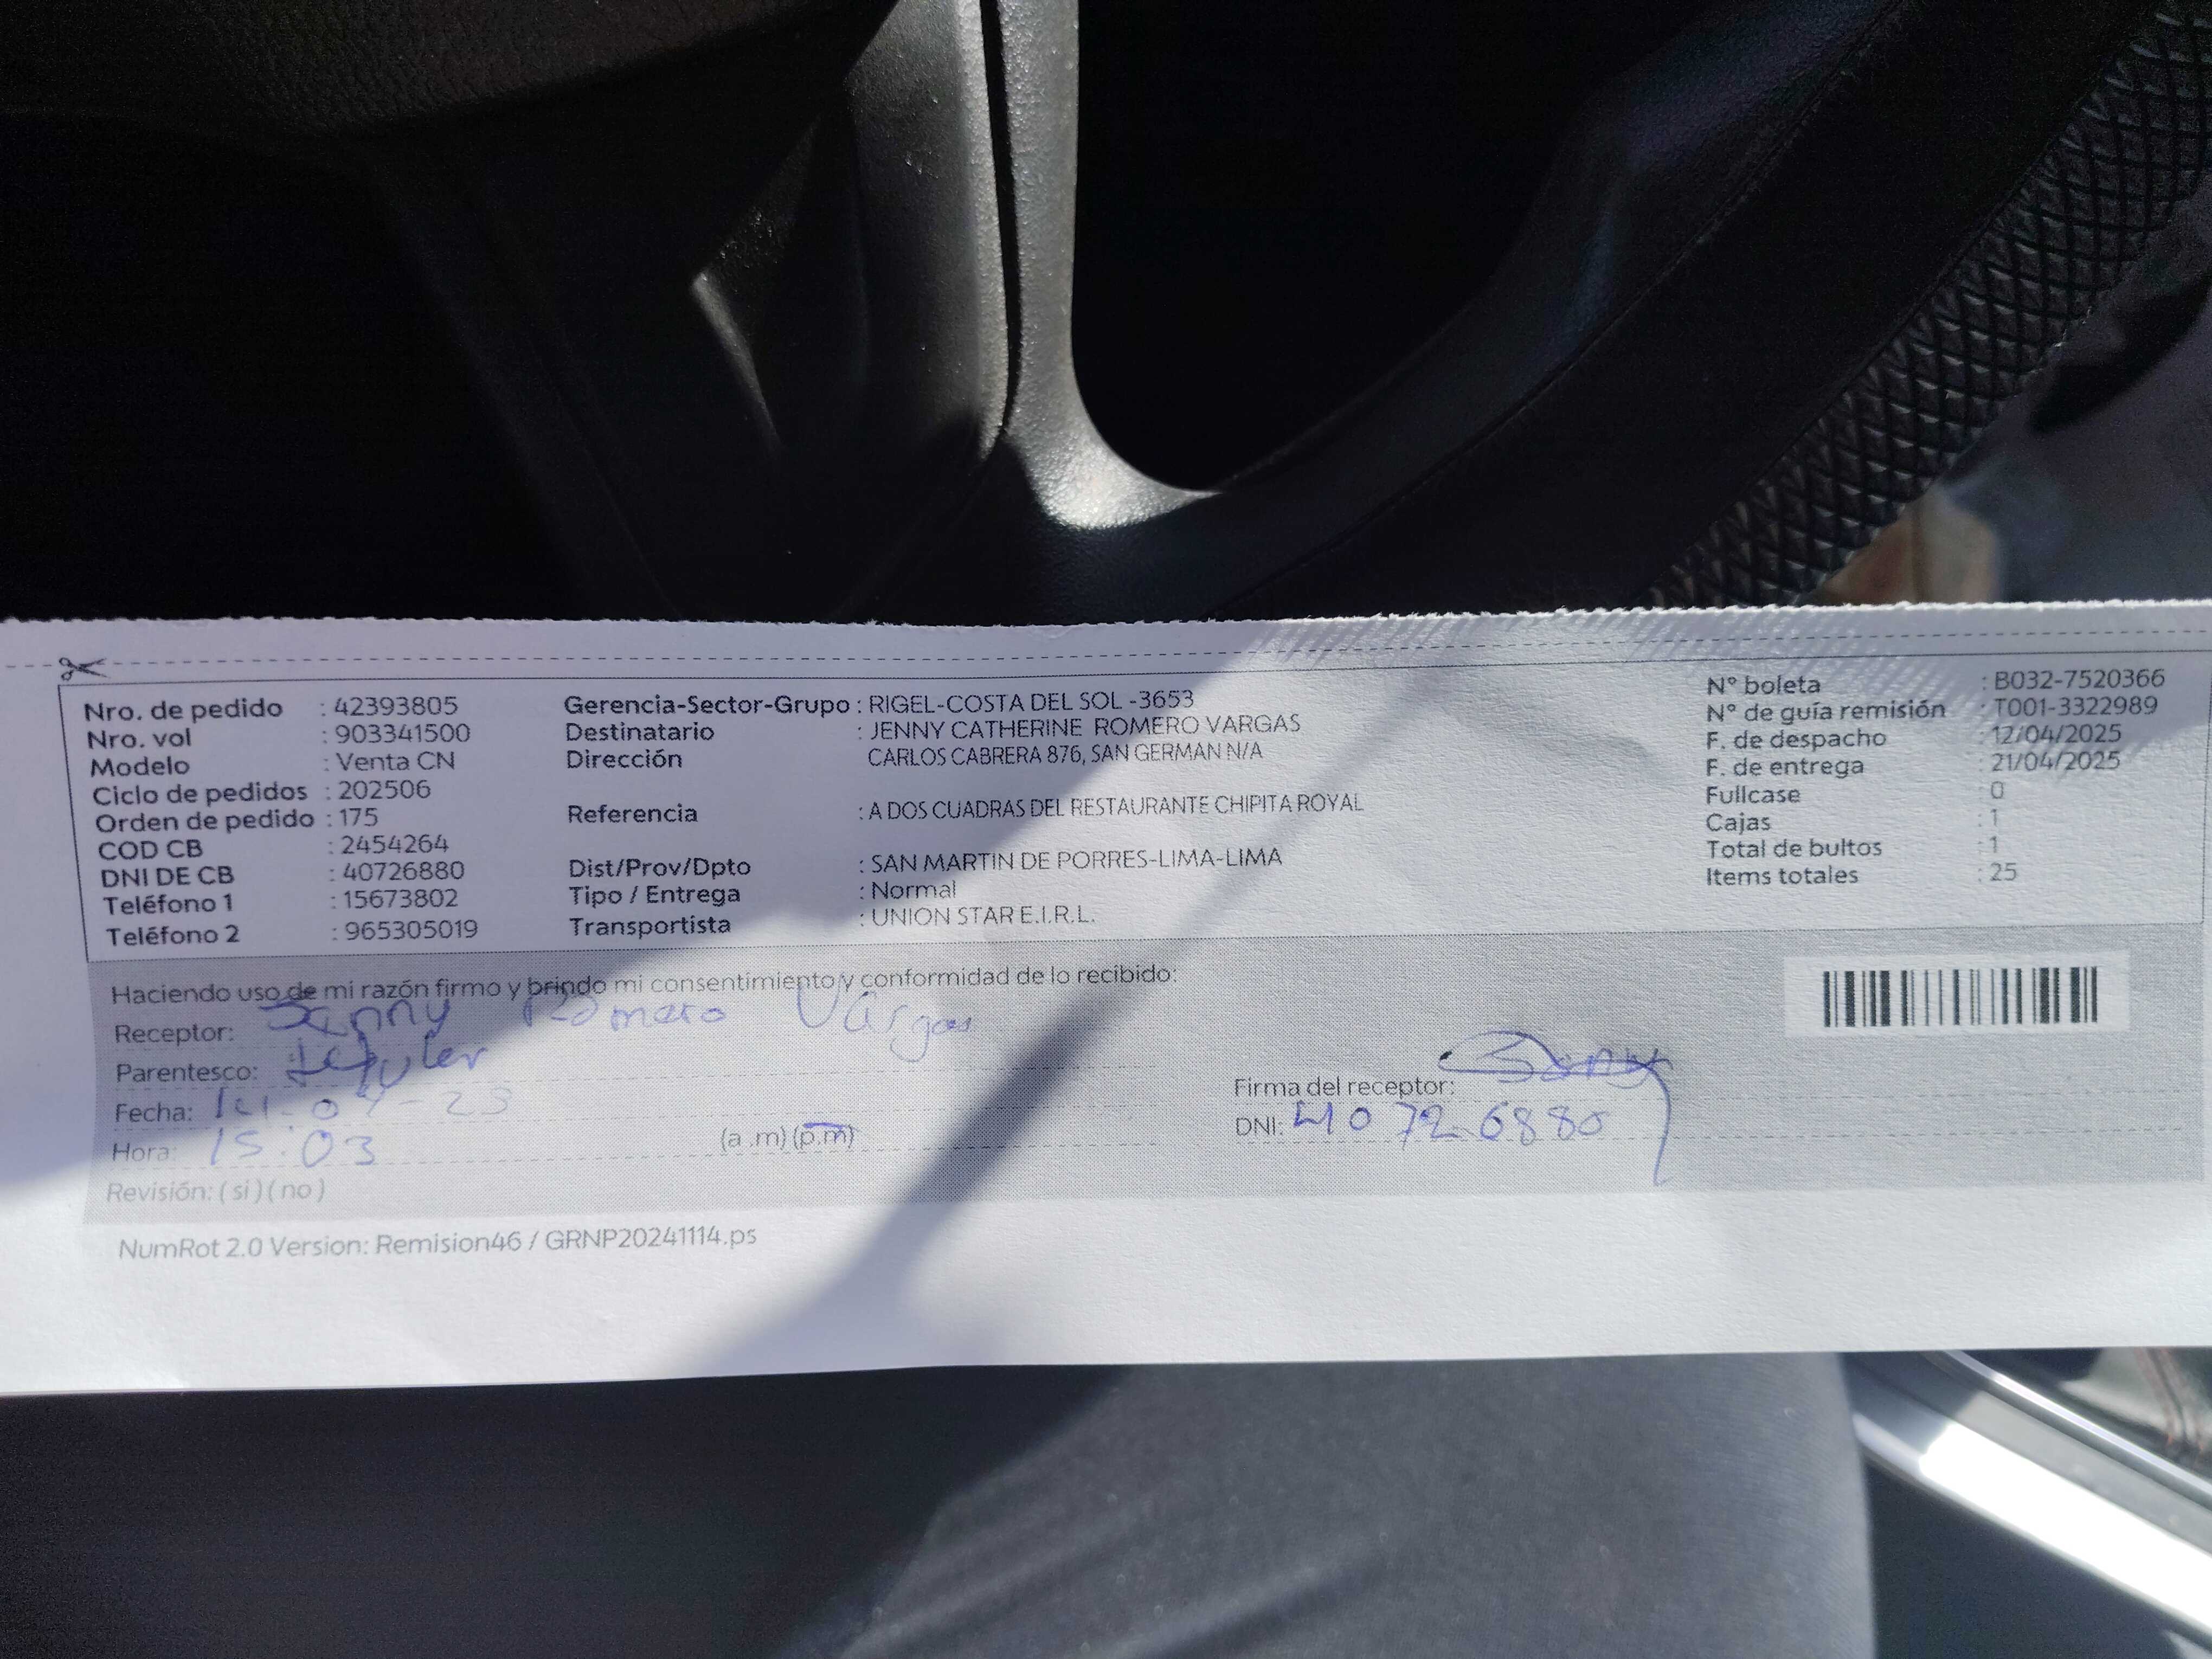 Nro. de pedido : 42393805
Nro. vol : 903341500
Modelo : Venta CN
Ciclo de pedidos : 202506
Orden de pedido : 175
COD CB : 2454264
DNI DE CB : 40726880
Teléfono 1 : 15673802
Teléfono 2 : 965305019
Gerencia-Sector-Grupo : RIGEL-COSTA DEL SOL -3653
Destinatario : JENNY CATHERINE ROMERO VARGAS
Dirección CARLOS CABRERA 876, SAN GERMAN N/A
Referencia : A DOS CUADRAS DEL RESTAURANTE CHIPITA ROYAL
Dist/Prov/Dpto : SAN MARTIN DE PORRES-LIMA-LIMA
Tipo / Entrega : Normal
Transportista : UNION STAR E.I.R.L.
N° boleta : B032-7520366
N° de guía remisión : T001-3322989
F. de despacho : 12/04/2025
F. de entrega : 21/04/2025
Fullcase : 0
Cajas : 1
Total de bultos : 1
Items totales : 25
Haciendo uso de mi razón firmo y brindo mi consentimiento y conformidad de lo recibido:
Receptor: Jenny Romero Vargas
Parentesco:
Fecha:
Hora: 15:03 (a .m) (p.m)
Revisión: ( si ) ( no )
Firma del receptor: Jenny
DNI: 40726880
NumRot 2.0 Version: Remision46 / GRNP20241114.ps